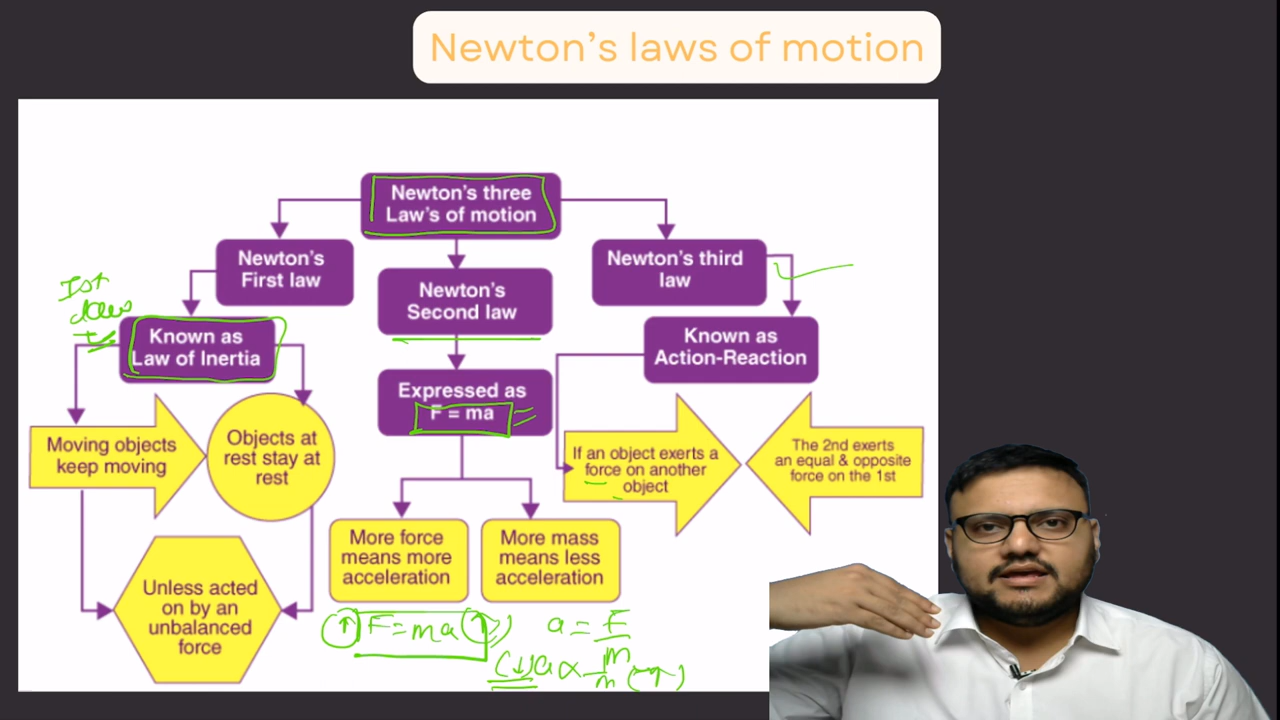 Newton's laws of motion
Newton's three
Law's of motion
Newton's
First law
Newton's
Second law
Newton's third
law
Ist
Known as
Law of Inertia
Expressed as
F = ma
Known as
Action-Reaction
Moving objects
keep moving
Objects at
rest stay at
rest
Unless acted
on by an
unbalanced
force
More force
means more
acceleration
More mass
means less
acceleration
If an object exerts a
force on another
object
The 2nd exerts
an equal & opposite
force on the 1st
(↑) F=ma (↑)
a = F/m
(↓) a ∝ 1/m (↑)